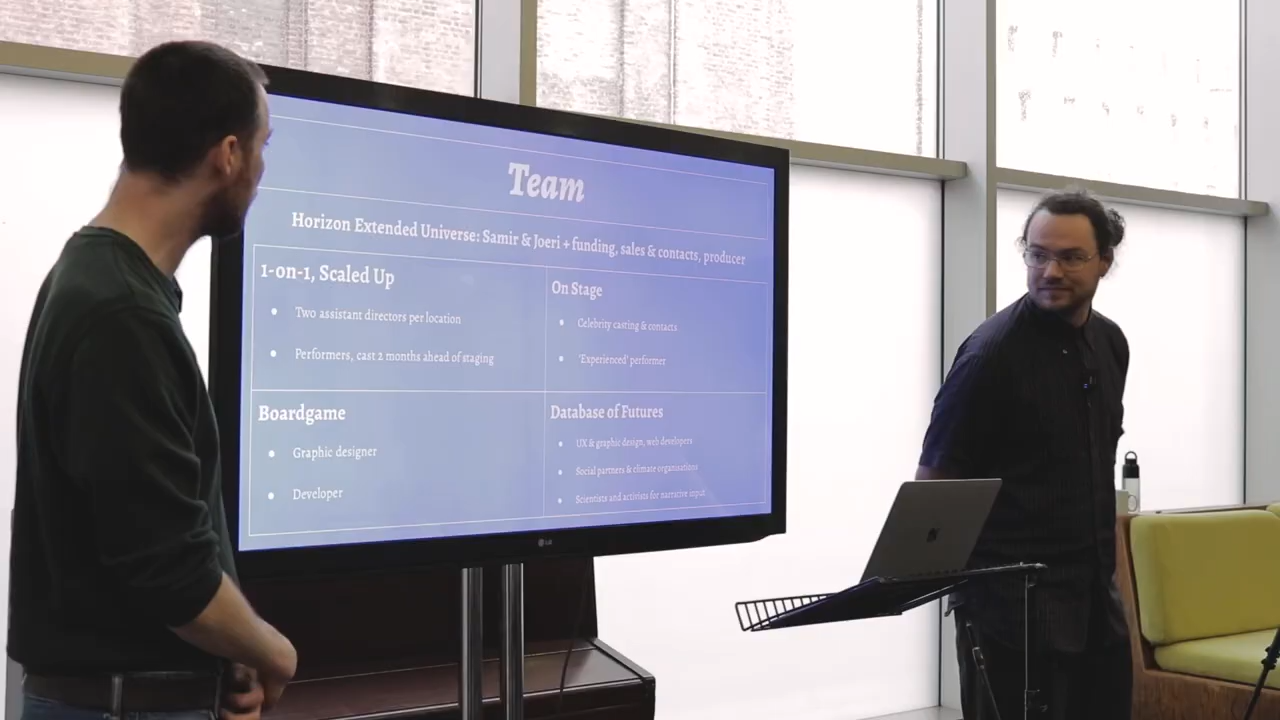 Team
Horizon Extended Universe: Samir & Joeri + funding, sales & contacts, producer
1-on-1, Scaled Up
Two assistant directors per location
Performers, cast 2 months ahead of staging
On Stage
Celebrity casting & contacts
'Experienced' performer
Boardgame
Graphic designer
Developer
Database of Futures
UX & graphic design, web developers
Social partners & climate organisations
Scientists and activists for narrative input
LG